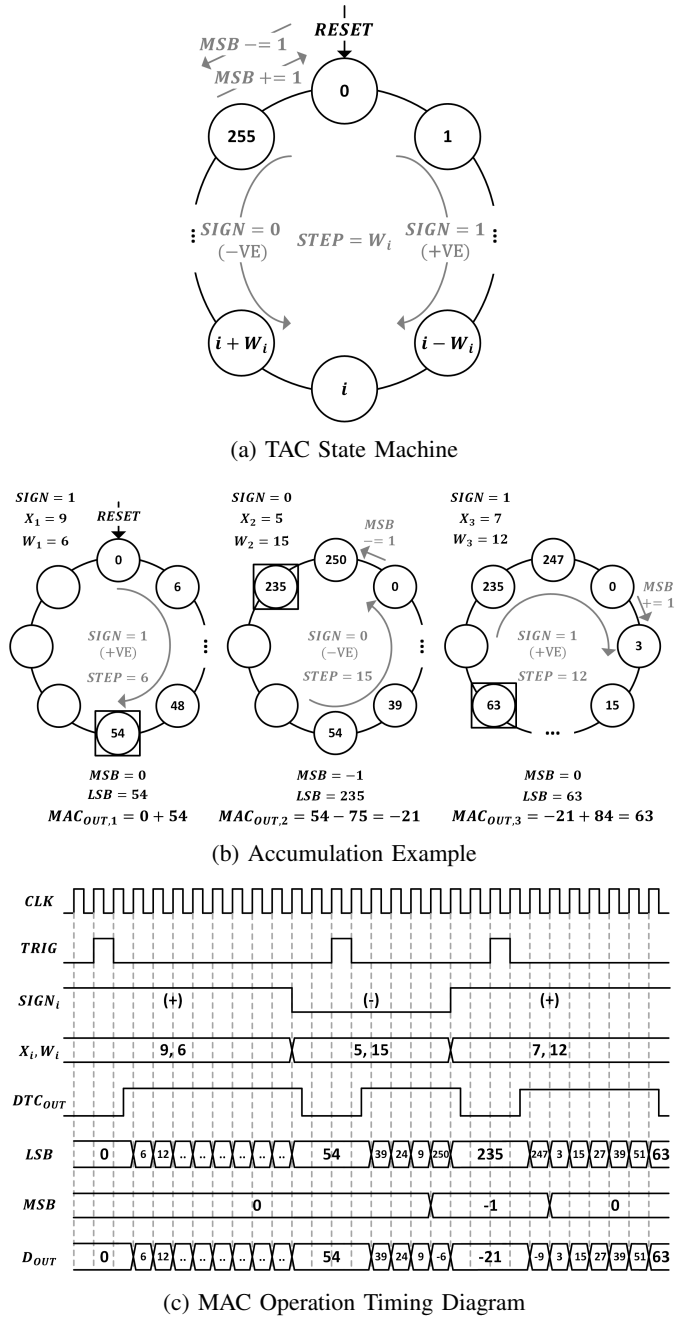 RESET
MSB −= 1
MSB += 1
0
255
1
SIGN = 0
(−VE)
STEP = W_i
SIGN = 1
(+VE)
⋮
⋮
i + W_i
i − W_i
i
(a) TAC State Machine
SIGN = 1
X_1 = 9
W_1 = 6
RESET
0
6
SIGN = 1
(+VE)
STEP = 6
⋮
48
54
MSB = 0
LSB = 54
MAC_OUT,1 = 0 + 54
SIGN = 0
X_2 = 5
W_2 = 15
MSB
−= 1
250
235
0
SIGN = 0
(−VE)
STEP = 15
⋮
39
54
MSB = −1
LSB = 235
MAC_OUT,2 = 54 − 75 = −21
SIGN = 1
X_3 = 7
W_3 = 12
247
235
0
MSB
+= 1
3
SIGN = 1
(+VE)
STEP = 12
63
15
...
MSB = 0
LSB = 63
MAC_OUT,3 = −21 + 84 = 63
(b) Accumulation Example
CLK
TRIG
SIGN_i (+) (-) (+)
X_i, W_i 9, 6 5, 15 7, 12
DTC_OUT
LSB 0 6 12 .. .. .. .. .. .. 54 39 24 9 250 235 247 3 15 27 39 51 63
MSB 0 -1 0
D_OUT 0 6 12 .. .. .. .. .. .. 54 39 24 9 -6 -21 -9 3 15 27 39 51 63
(c) MAC Operation Timing Diagram